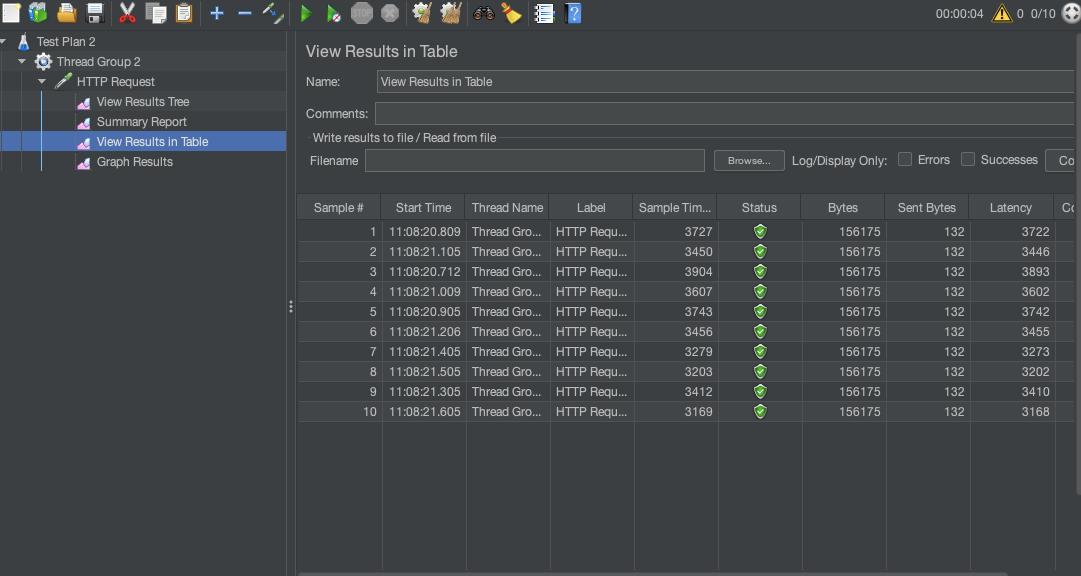 00:00:04 0 0/10
STOP
Test Plan 2
Thread Group 2
HTTP Request
View Results Tree
Summary Report
View Results in Table
Graph Results
View Results in Table
Name: View Results in Table
Comments:
Write results to file / Read from file
Filename Browse... Log/Display Only: Errors Successes Co
Sample # Start Time Thread Name Label Sample Tim... Status Bytes Sent Bytes Latency Co
1 11:08:20.809 Thread Gro... HTTP Requ... 3727 156175 132 3722
2 11:08:21.105 Thread Gro... HTTP Requ... 3450 156175 132 3446
3 11:08:20.712 Thread Gro... HTTP Requ... 3904 156175 132 3893
4 11:08:21.009 Thread Gro... HTTP Requ... 3607 156175 132 3602
5 11:08:20.905 Thread Gro... HTTP Requ... 3743 156175 132 3742
6 11:08:21.206 Thread Gro... HTTP Requ... 3456 156175 132 3455
7 11:08:21.405 Thread Gro... HTTP Requ... 3279 156175 132 3273
8 11:08:21.505 Thread Gro... HTTP Requ... 3203 156175 132 3202
9 11:08:21.305 Thread Gro... HTTP Requ... 3412 156175 132 3410
10 11:08:21.605 Thread Gro... HTTP Requ... 3169 156175 132 3168